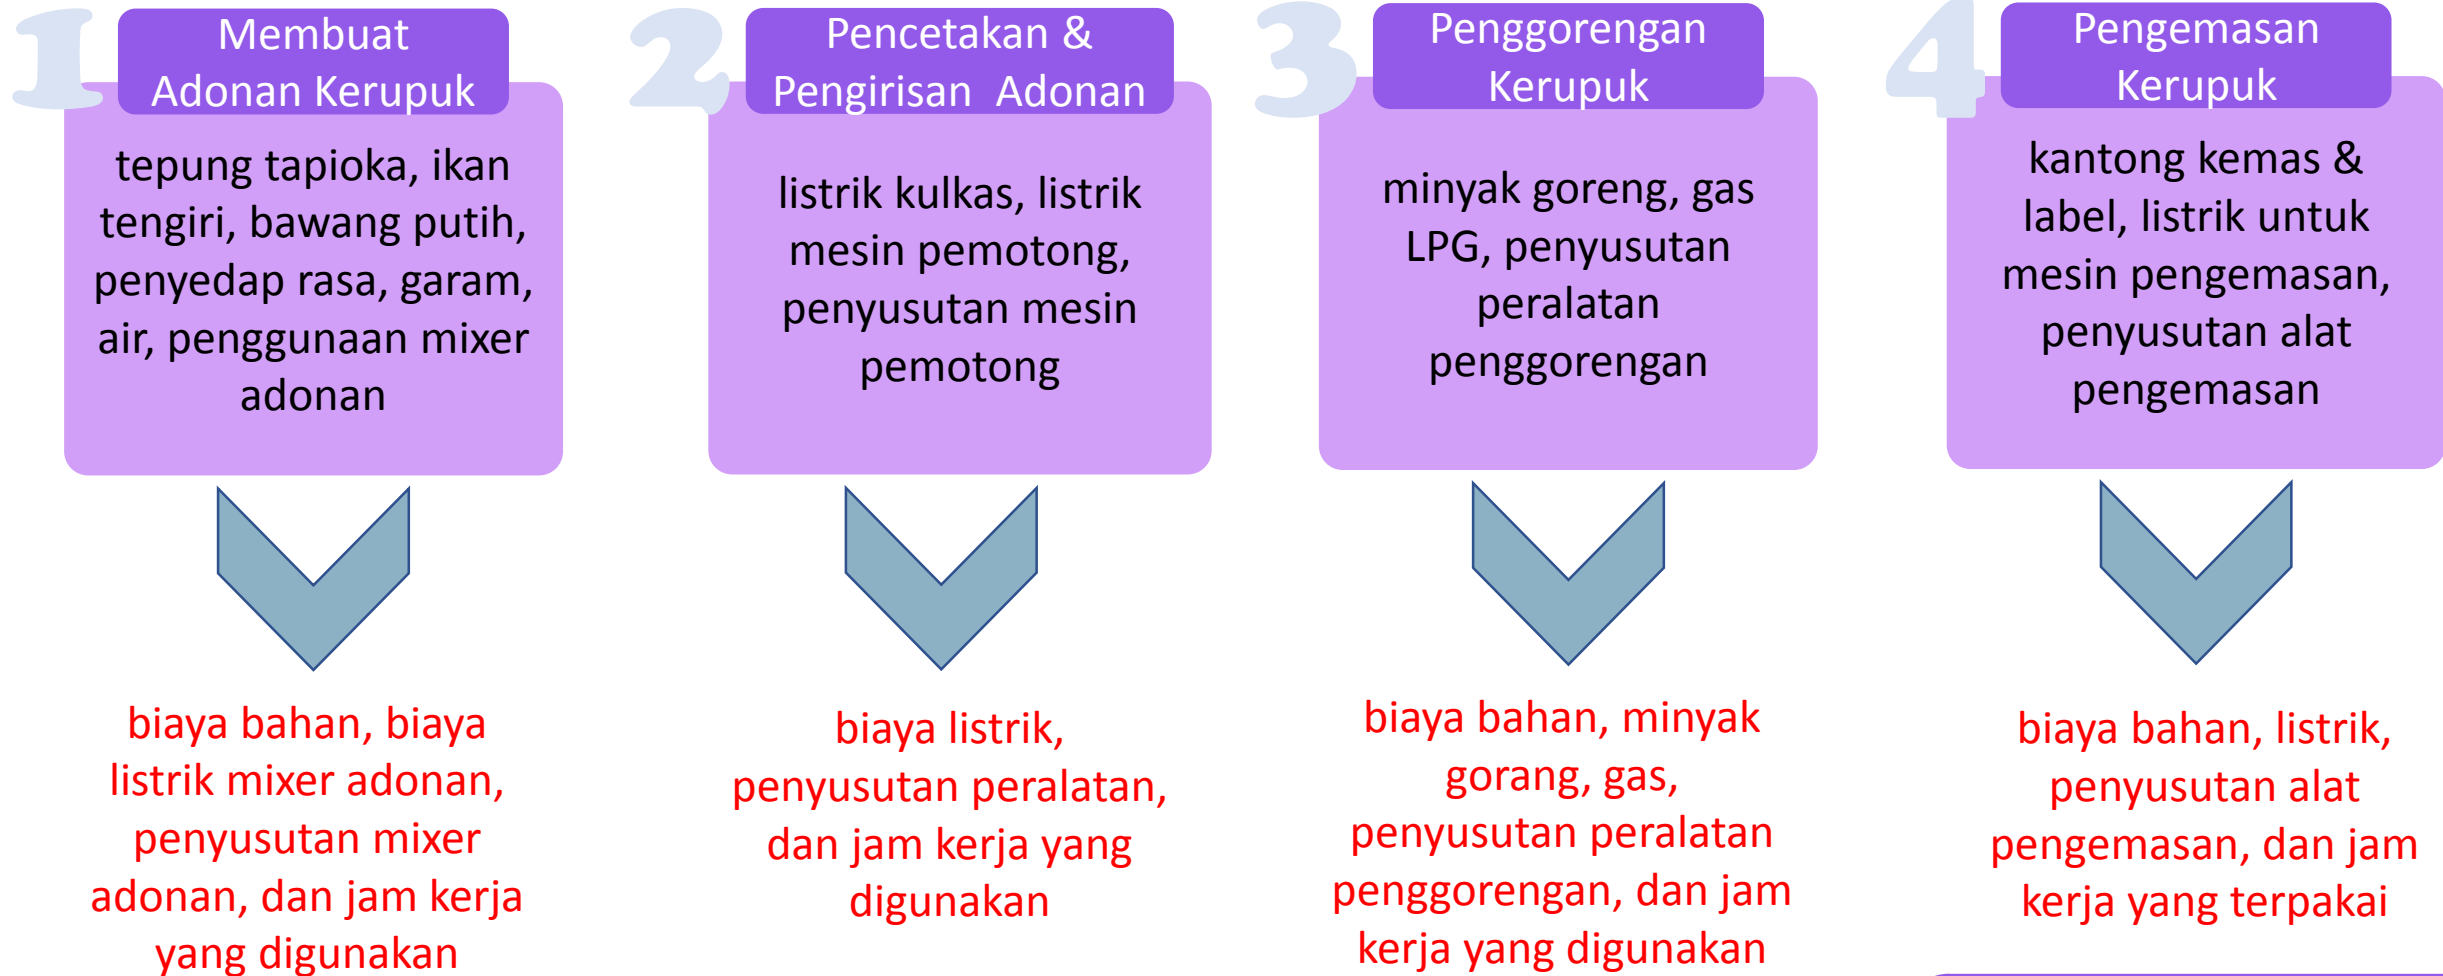 1
Membuat
Adonan Kerupuk
tepung tapioka, ikan
tengiri, bawang putih,
penyedap rasa, garam,
air, penggunaan mixer
adonan
biaya bahan, biaya
listrik mixer adonan,
penyusutan mixer
adonan, dan jam kerja
yang digunakan
2
Pencetakan &
Pengirisan Adonan
listrik kulkas, listrik
mesin pemotong,
penyusutan mesin
pemotong
biaya listrik,
penyusutan peralatan,
dan jam kerja yang
digunakan
3
Penggorengan
Kerupuk
minyak goreng, gas
LPG, penyusutan
peralatan
penggorengan
biaya bahan, minyak
gorang, gas,
penyusutan peralatan
penggorengan, dan jam
kerja yang digunakan
4
Pengemasan
Kerupuk
kantong kemas &
label, listrik untuk
mesin pengemasan,
penyusutan alat
pengemasan
biaya bahan, listrik,
penyusutan alat
pengemasan, dan jam
kerja yang terpakai